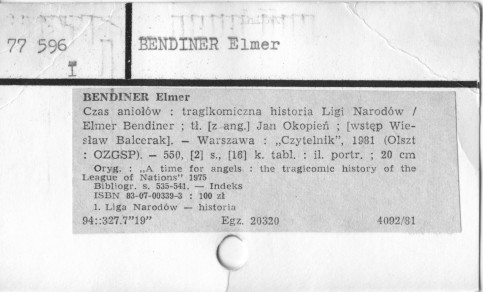 77 596
I
BENDINER Elmer
BENDINER Elmer
Czas aniołów : tragikomiczna historia Ligi Narodów /
Elmer Bendiner ; tł. [z ang.] Jan Okopień ; [wstęp Wie-
sław Balcerak]. — Warszawa : „Czytelnik", 1981 (Olszt
: OZGSP). — 550, [2] s., [16] k. tabl. : il. portr. ; 20 cm
Oryg. : „A time for angels : the tragicomic history of the
League of Nations" 1975
Bibliogr. s. 535-541. — Indeks
ISBN 83-07-00339-3 : 100 zł
1. Liga Narodów — historia
94::327.7"19" Egz. 20320 4092/81